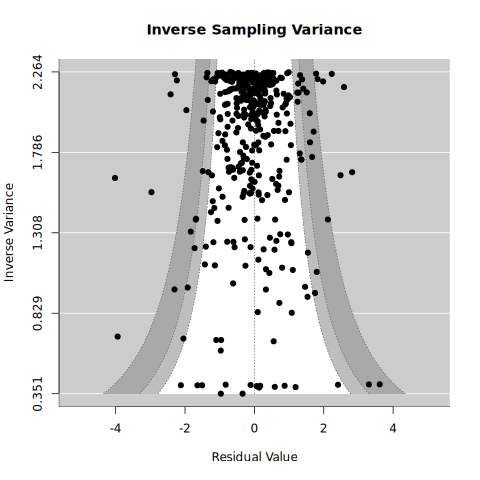 Inverse Sampling Variance
2.264
1.786
1.308
0.829
0.351
Inverse Variance
-4 -2 0 2 4
Residual Value